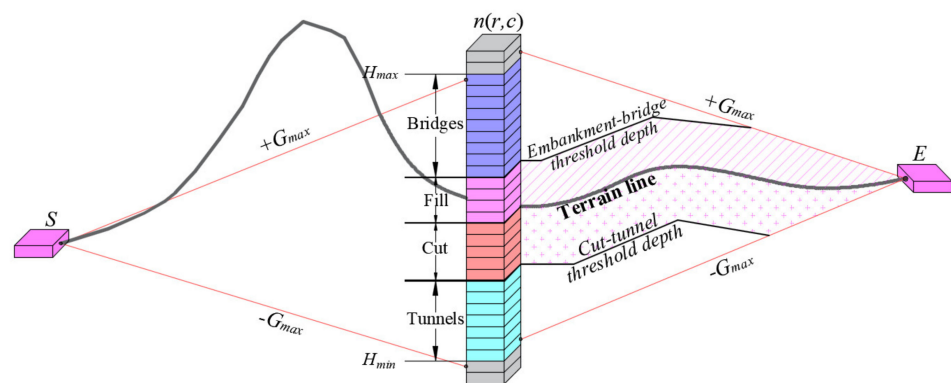 n(r,c)
Hmax
+Gmax
Bridges
+Gmax
Embankment-bridge
threshold depth
E
Fill
Terrain line
S
Cut
Cut-tunnel
threshold depth
-Gmax
-Gmax
Tunnels
Hmin